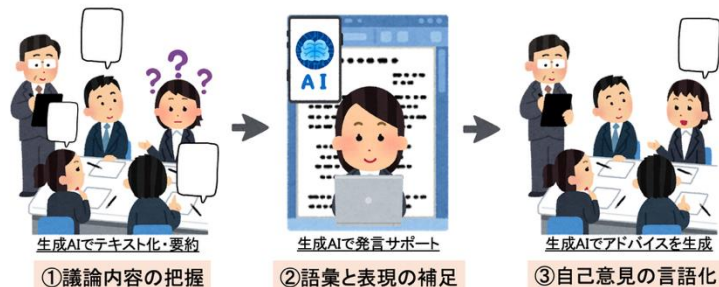 ???
AI
生成AIでテキスト化・要約
生成AIで発言サポート
生成AIでアドバイスを生成
①議論内容の把握
②語彙と表現の補足
③自己意見の言語化